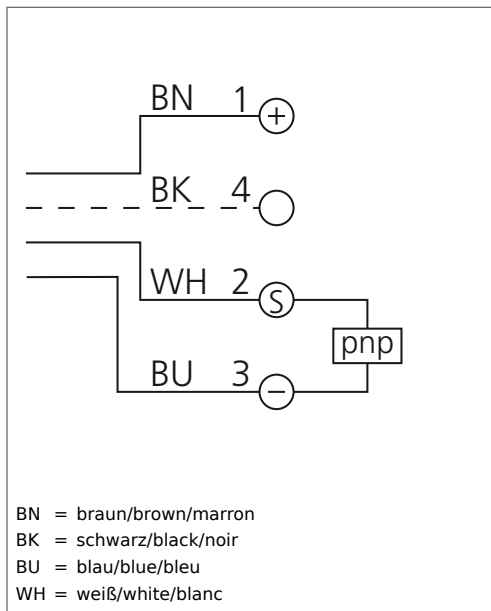 BN 1 +
BK 4
WH 2 S
pnp
BU 3 −
BN = braun/brown/marron
BK = schwarz/black/noir
BU = blau/blue/bleu
WH = weiß/white/blanc